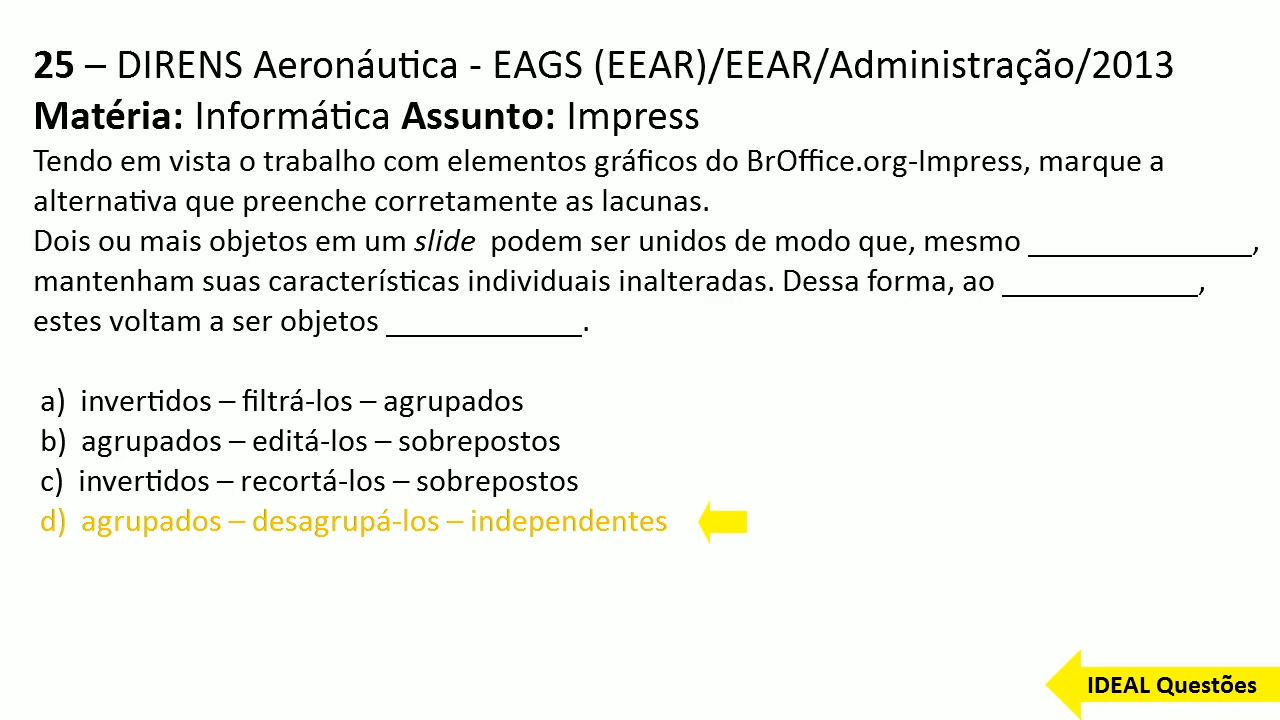 25 – DIRENS Aeronáutica - EAGS (EEAR)/EEAR/Administração/2013
Matéria: Informática Assunto: Impress
Tendo em vista o trabalho com elementos gráficos do BrOffice.org-Impress, marque a
alternativa que preenche corretamente as lacunas.
Dois ou mais objetos em um slide podem ser unidos de modo que, mesmo _______________,
mantenham suas características individuais inalteradas. Dessa forma, ao _____________,
estes voltam a ser objetos _____________.
a) invertidos – filtrá-los – agrupados
b) agrupados – editá-los – sobrepostos
c) invertidos – recortá-los – sobrepostos
d) agrupados – desagrupá-los – independentes
IDEAL Questões